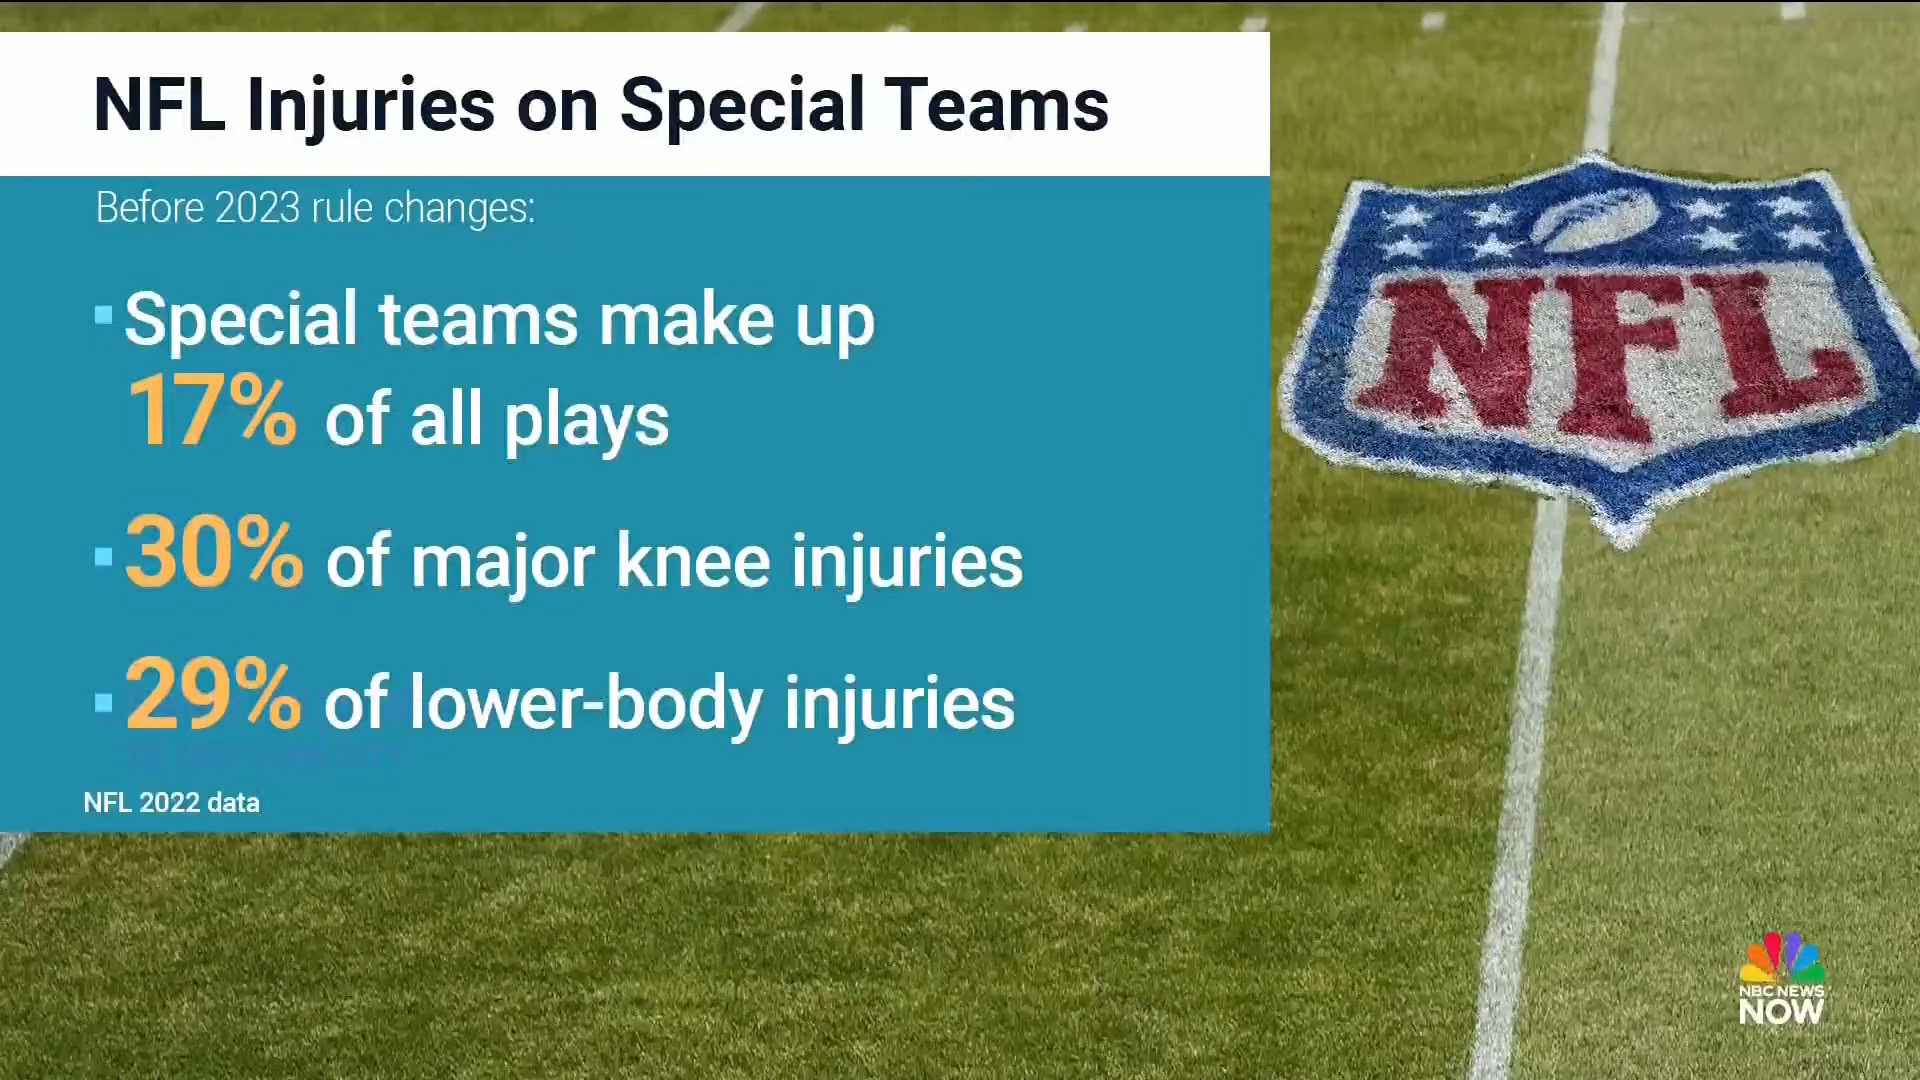 NFL Injuries on Special Teams
Before 2023 rule changes:
Special teams make up
17% of all plays
30% of major knee injuries
29% of lower-body injuries
NFL 2022 data
NFL
NBC NEWS
NOW